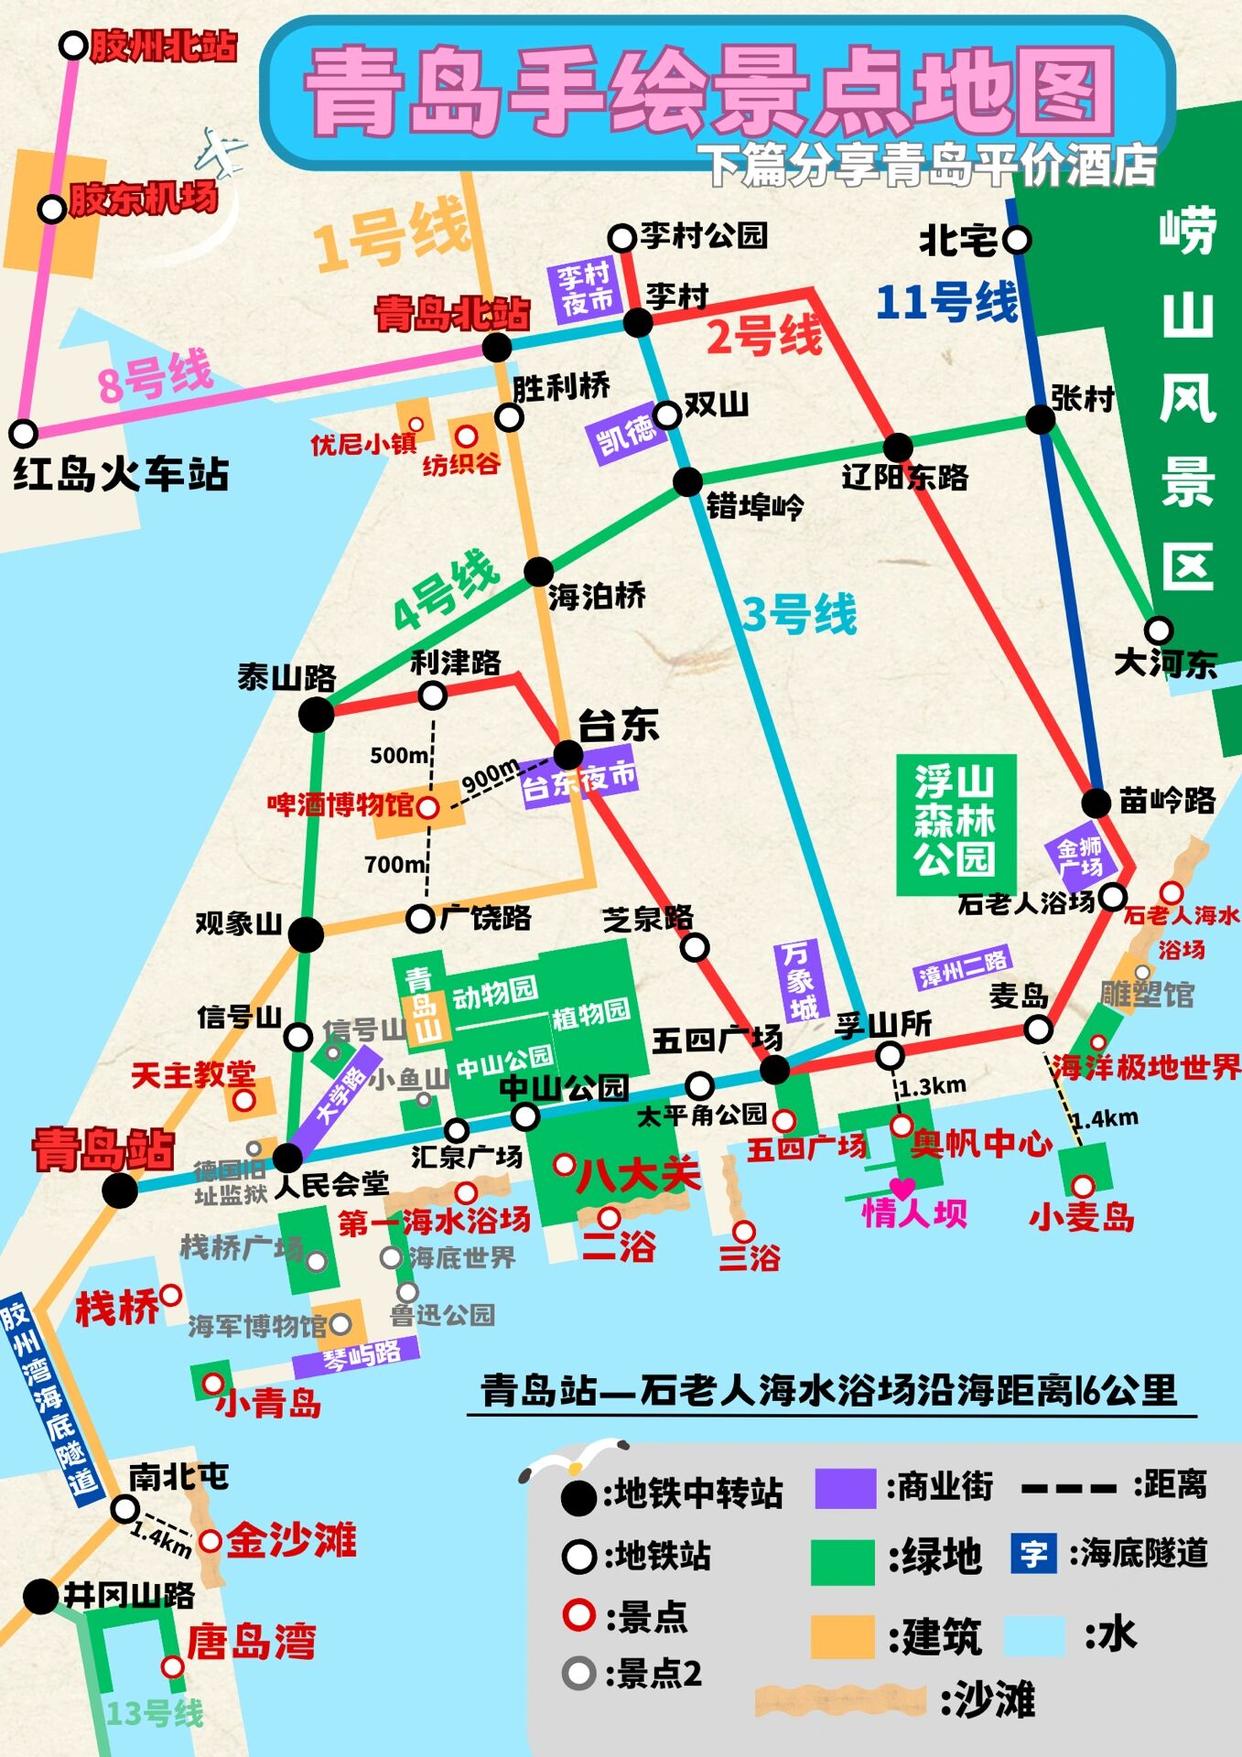 青岛手绘景点地图
下篇分享青岛平价酒店
胶州北站
胶东机场
1号线
李村公园
北宅
崂山风景区
李村
夜市
李村
11号线
青岛北站
2号线
8号线
胜利桥
双山
张村
优尼小镇
纺织谷
凯德
红岛火车站
错埠岭
辽阳东路
4号线
海泊桥
3号线
大河东
泰山路
利津路
台东
500m
900m
台东夜市
啤酒博物馆
700m
浮山
森林
公园
苗岭路
金狮
广场
石老人浴场
石老人海水
浴场
观象山
广饶路
芝泉路
万象城
漳州二路
雕塑馆
青岛山
动物园
植物园
中山公园
信号山
信号山
麦岛
五四广场
孚山所
天主教堂
大学路
小鱼山
中山公园
太平角公园
1.3km
海洋极地世界
1.4km
青岛站
德国旧
址监狱
人民会堂
汇泉广场
八大关
五四广场
奥帆中心
第一海水浴场
二浴
三浴
情人坝
小麦岛
栈桥广场
海底世界
栈桥
海军博物馆
鲁迅公园
琴屿路
小青岛
胶州湾海底隧道
青岛站—石老人海水浴场沿海距离16公里
南北屯
1.4km
金沙滩
井冈山路
唐岛湾
13号线
:地铁中转站
:商业街
:距离
:地铁站
:绿地
字
:海底隧道
:景点
:建筑
:水
:景点2
:沙滩